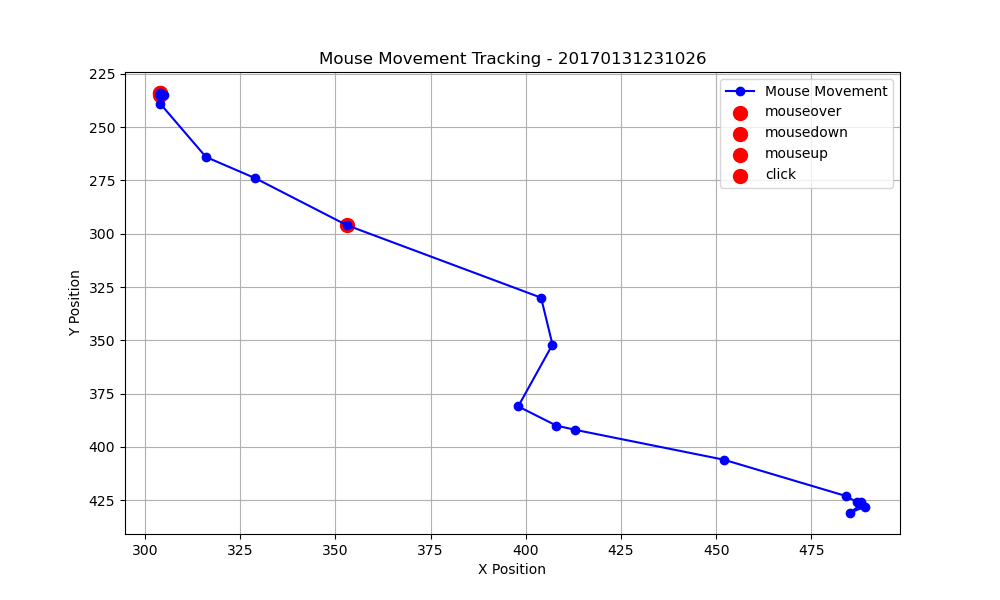 Mouse Movement Tracking - 20170131231026
Mouse Movement
mouseover
mousedown
mouseup
click
Y Position
225
250
275
300
325
350
375
400
425
300
325
350
375
400
425
450
475
X Position